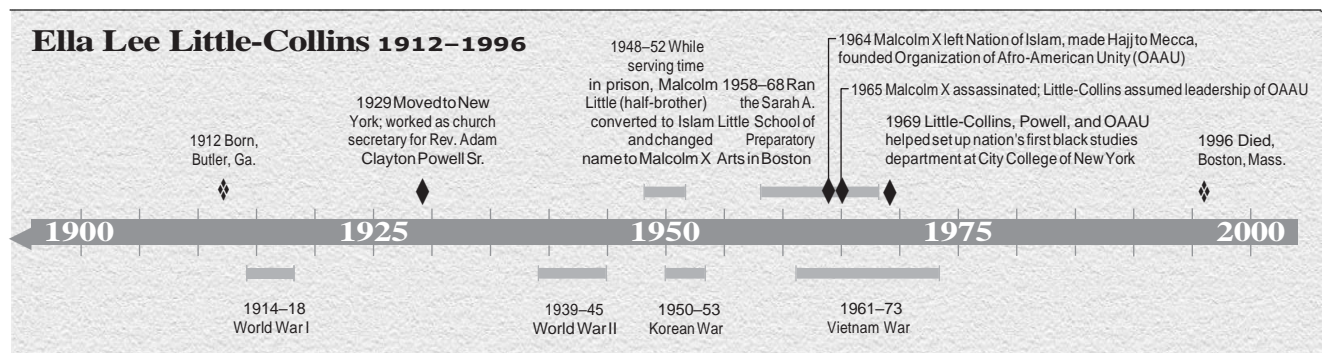 Ella Lee Little-Collins 1912–1996
1912 Born,
Butler, Ga.
1929 Moved to New
York; worked as church
secretary for Rev. Adam
Clayton Powell Sr.
1948–52 While
serving time
in prison, Malcolm
Little (half-brother)
converted to Islam
and changed
name to Malcolm X
1958–68 Ran
the Sarah A.
Little School of
Preparatory
Arts in Boston
1964 Malcolm X left Nation of Islam, made Hajj to Mecca,
founded Organization of Afro-American Unity (OAAU)
1965 Malcolm X assassinated; Little-Collins assumed leadership of OAAU
1969 Little-Collins, Powell, and OAAU
helped set up nation's first black studies
department at City College of New York
1996 Died,
Boston, Mass.
1900 1925 1950 1975 2000
1914–18
World War I
1939–45
World War II
1950–53
Korean War
1961–73
Vietnam War